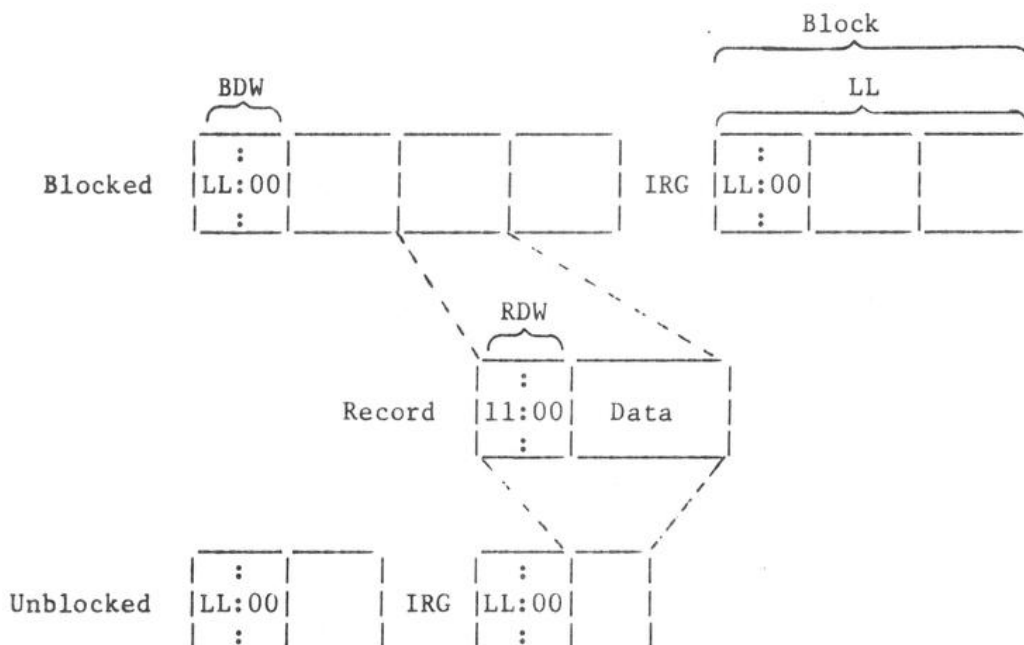 Block
BDW LL
: :
Blocked LL:00 IRG LL:00
: :
RDW
:
Record ll:00 Data
:
: :
Unblocked LL:00 IRG LL:00
: :